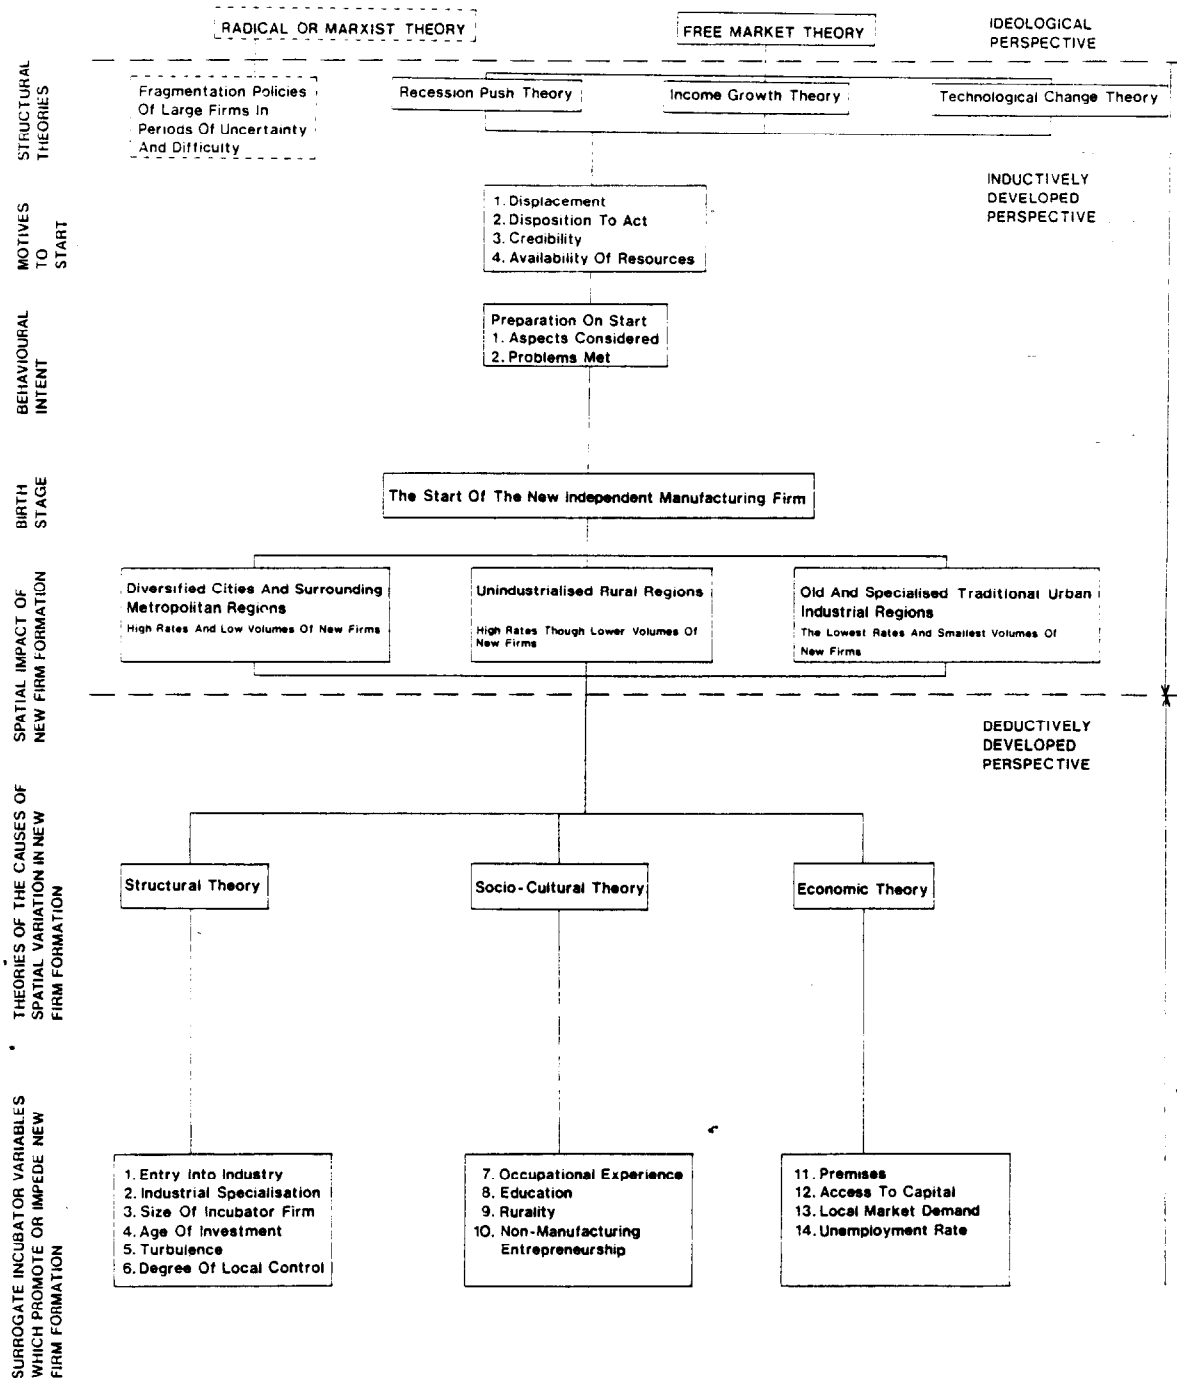 RADICAL OR MARXIST THEORY
FREE MARKET THEORY
IDEOLOGICAL
PERSPECTIVE
STRUCTURAL
THEORIES
Fragmentation Policies
Of Large Firms In
Periods Of Uncertainty
And Difficulty
Recession Push Theory
Income Growth Theory
Technological Change Theory
INDUCTIVELY
DEVELOPED
PERSPECTIVE
MOTIVES
TO
START
1. Displacement
2. Disposition To Act
3. Credibility
4. Availability Of Resources
BEHAVIOURAL
INTENT
Preparation On Start
1. Aspects Considered
2. Problems Met
BIRTH
STAGE
The Start Of The New Independent Manufacturing Firm
SPATIAL IMPACT OF
NEW FIRM FORMATION
Diversified Cities And Surrounding
Metropolitan Regions
High Rates And Low Volumes Of New Firms
Unindustrialised Rural Regions
High Rates Though Lower Volumes Of
New Firms
Old And Specialised Traditional Urban
Industrial Regions
The Lowest Rates And Smallest Volumes Of
New Firms
DEDUCTIVELY
DEVELOPED
PERSPECTIVE
THEORIES OF THE CAUSES OF
SPATIAL VARIATION IN NEW
FIRM FORMATION
Structural Theory
Socio-Cultural Theory
Economic Theory
SURROGATE INCUBATOR VARIABLES
WHICH PROMOTE OR IMPEDE NEW
FIRM FORMATION
1. Entry Into Industry
2. Industrial Specialisation
3. Size Of Incubator Firm
4. Age Of Investment
5. Turbulence
6. Degree Of Local Control
7. Occupational Experience
8. Education
9. Rurality
10. Non-Manufacturing
Entrepreneurship
11. Premises
12. Access To Capital
13. Local Market Demand
14. Unemployment Rate